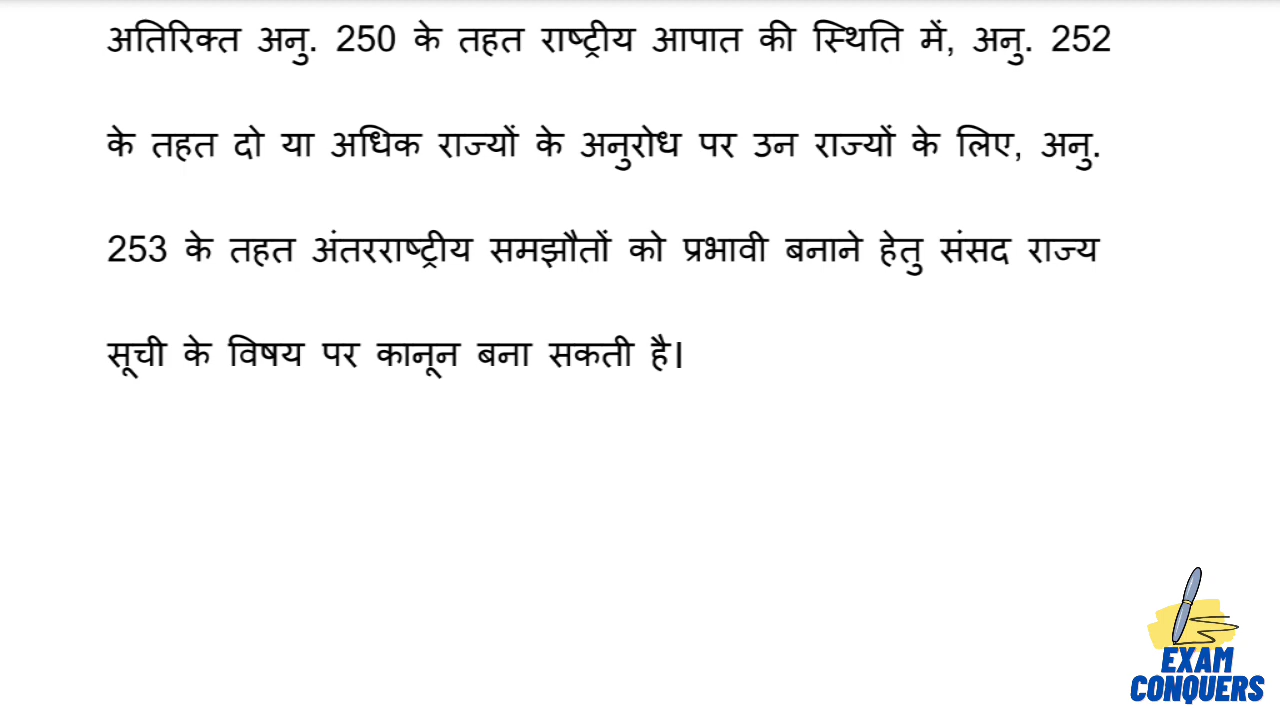 अतिरिक्त अनु. 250 के तहत राष्ट्रीय आपात की स्थिति में, अनु. 252
के तहत दो या अधिक राज्यों के अनुरोध पर उन राज्यों के लिए, अनु.
253 के तहत अंतरराष्ट्रीय समझौतों को प्रभावी बनाने हेतु संसद राज्य
सूची के विषय पर कानून बना सकती है।
EXAM
CONQUERS